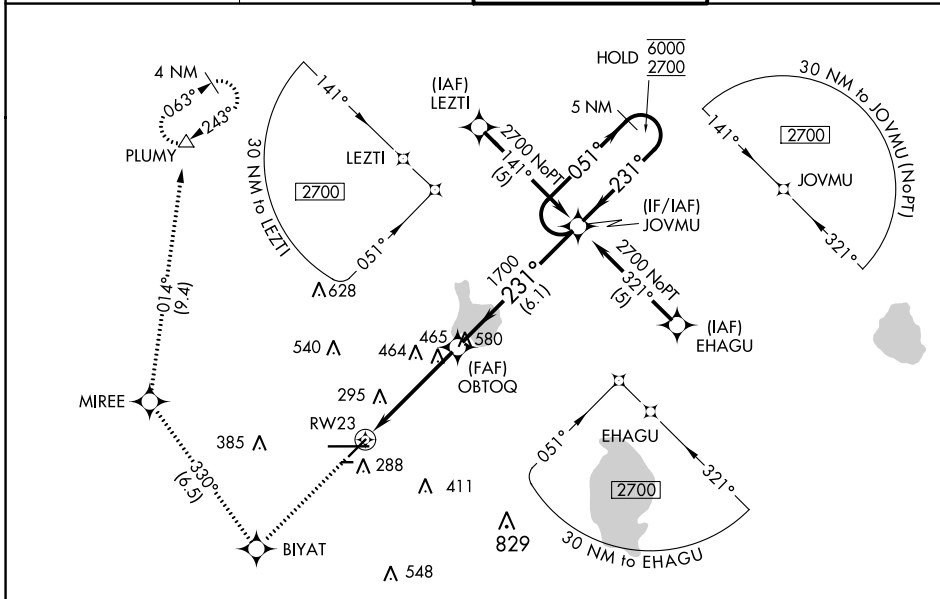 4 NM
063°
243°
PLUMY
141°
LEZTI
2700
051°
30 NM to LEZTI
(IAF)
LEZTI
2700 NoPT
141°
(5)
HOLD 6000
2700
5 NM
051°
231°
(IF/IAF)
JOVMU
30 NM to JOVMU (NoPT)
141°
2700
JOVMU
321°
1700
231°
(6.1)
2700 NoPT
321°
(5)
(IAF)
EHAGU
014°
(9.4)
628
540
464
465
580
(FAF)
OBTOQ
295
MIREE
RW23
385
288
330°
(6.5)
411
BIYAT
829
548
EHAGU
051°
321°
2700
30 NM to EHAGU